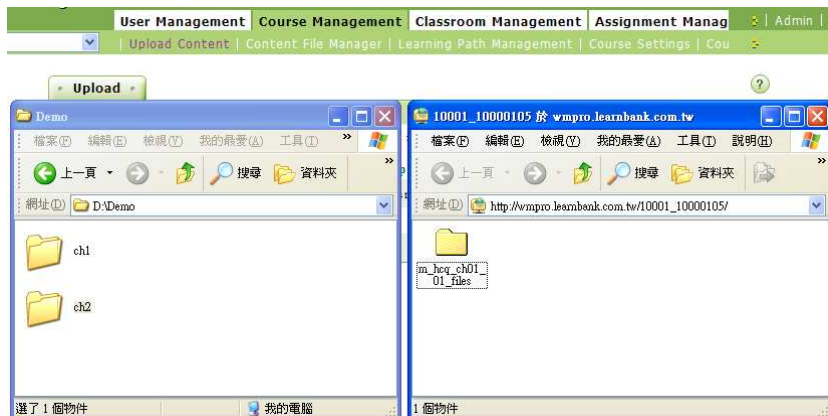 User Management Course Management Classroom Management Assignment Manag | Admin |
| Upload Content | Content File Manager | Learning Path Management | Course Settings | Cou
Upload
?
Demo
檔案(F) 編輯(E) 檢視(V) 我的最愛(A) 工具(T) »
上一頁 搜尋 資料夾 »
網址(D) D:\Demo
ch1
ch2
選了 1 個物件 我的電腦
10001_10000105 於 wmpro.learnbank.com.tw
檔案(F) 編輯(E) 檢視(V) 我的最愛(A) 工具(T) 說明(H)
上一頁 搜尋 資料夾 »
網址(D) http://wmpro.learnbank.com.tw/10001_10000105/
m_hcq_ch01_
01_files
1 個物件